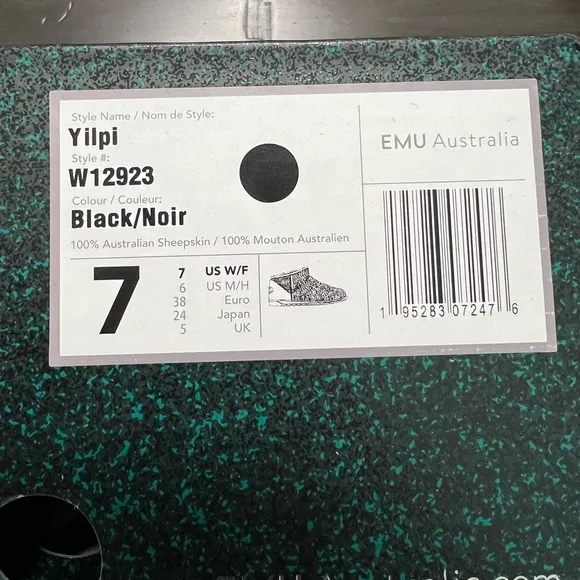 Style Name / Nom de Style:
Yilpi
Style #:
W12923
Colour / Couleur:
Black/Noir
100% Australian Sheepskin / 100% Mouton Australien
7
7 US W/F
6 US M/H
38 Euro
24 Japan
5 UK
EMU Australia
1 95283 07247 6